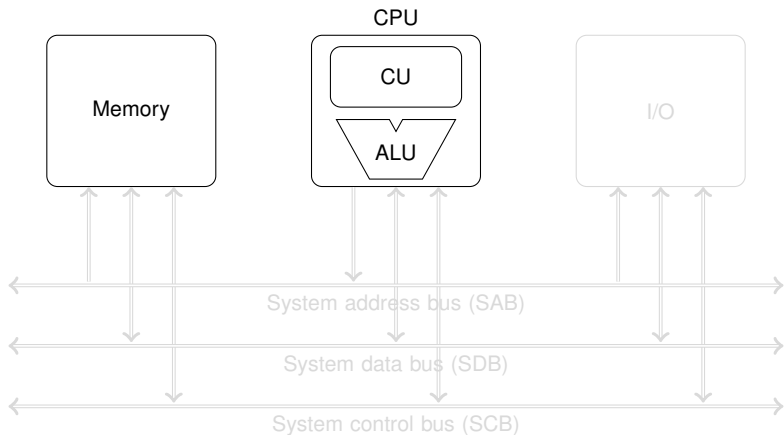 CPU
Memory
CU
ALU
I/O
System address bus (SAB)
System data bus (SDB)
System control bus (SCB)